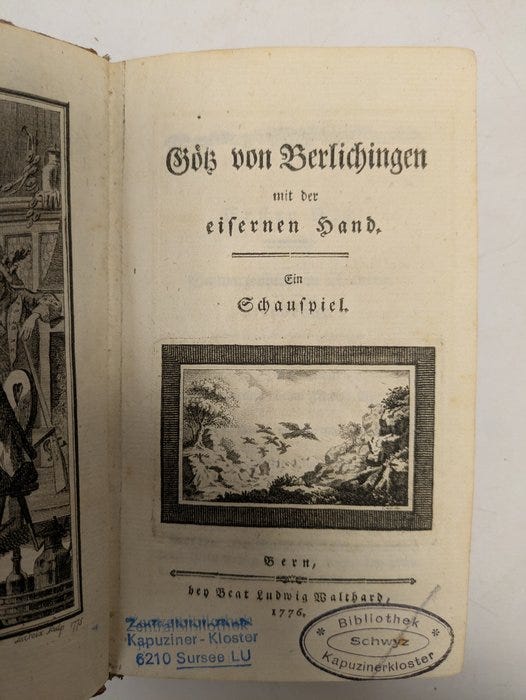 Götz von Berlichingen
mit der
eisernen Hand.
Ein
Schauspiel.
Bern,
bey Beat Ludwig Walthard,
1776.
Zentralbibliothek
Kapuziner-Kloster
6210 Sursee LU
* Bibliothek *
Schwyz
Kapuzinerkloster